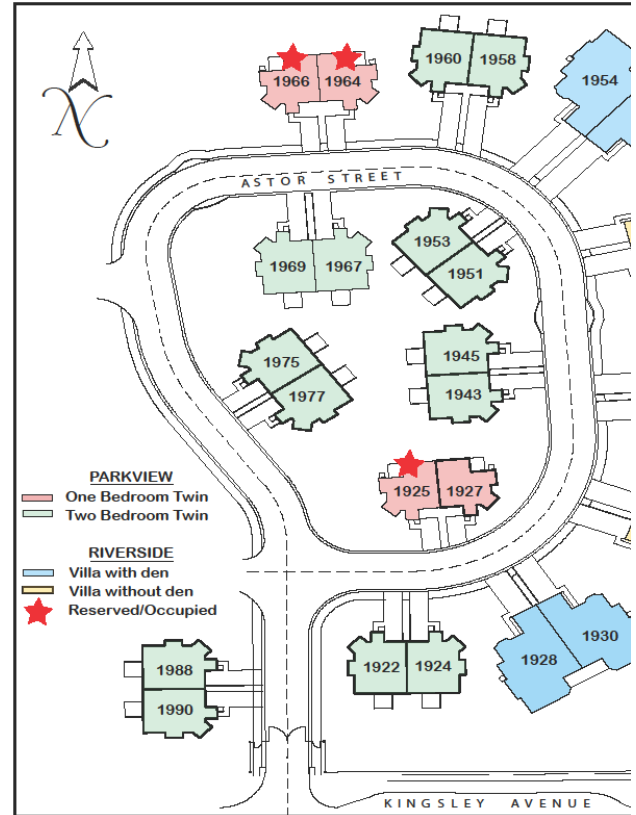 N
1966 1964
1960 1958
1954
ASTOR STREET
1953
1951
1969 1967
1975
1977
1945
1943
1925 1927
PARKVIEW
One Bedroom Twin
Two Bedroom Twin
RIVERSIDE
Villa with den
Villa without den
Reserved/Occupied
1988
1990
1922 1924
1928 1930
KINGSLEY AVENUE